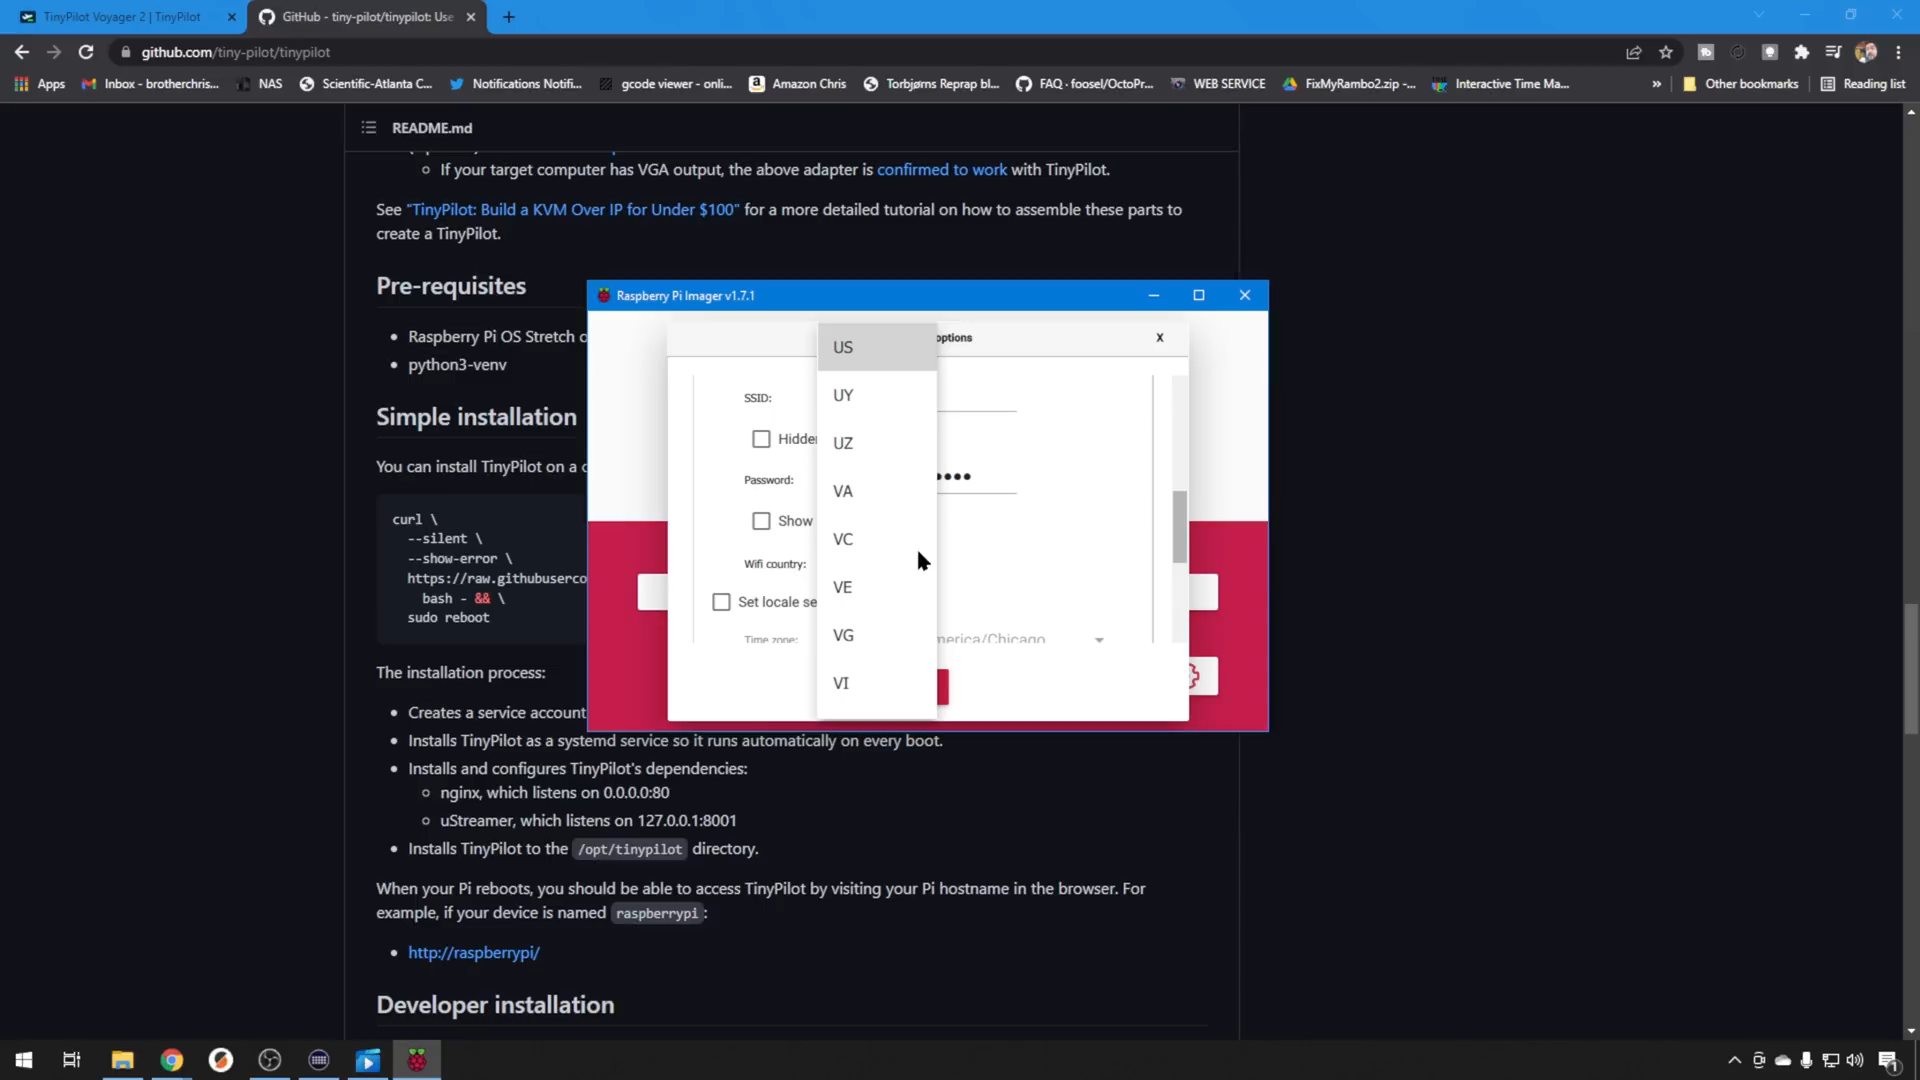 TinyPilot Voyager 2 | TinyPilot
GitHub - tiny-pilot/tinypilot: Use
github.com/tiny-pilot/tinypilot
Apps
Inbox - brotherchris...
NAS
Scientific-Atlanta C...
Notifications Notifi...
gcode viewer - onli...
Amazon Chris
Torbjørns Reprap bl...
FAQ · foosel/OctoPr...
WEB SERVICE
FixMyRambo2.zip -...
Interactive Time Ma...
»
Other bookmarks
Reading list
README.md
If your target computer has VGA output, the above adapter is confirmed to work with TinyPilot.
See "TinyPilot: Build a KVM Over IP for Under $100" for a more detailed tutorial on how to assemble these parts to
create a TinyPilot.
Pre-requisites
Raspberry Pi OS Stretch o
python3-venv
Simple installation
You can install TinyPilot on a c
curl \
--silent \
--show-error \
https://raw.githubuserco
bash - && \
sudo reboot
The installation process:
Creates a service account
Installs TinyPilot as a systemd service so it runs automatically on every boot.
Installs and configures TinyPilot's dependencies:
nginx, which listens on 0.0.0.0:80
uStreamer, which listens on 127.0.0.1:8001
Installs TinyPilot to the /opt/tinypilot directory.
When your Pi reboots, you should be able to access TinyPilot by visiting your Pi hostname in the browser. For
example, if your device is named raspberrypi:
http://raspberrypi/
Developer installation
Raspberry Pi Imager v1.7.1
options
X
SSID:
Hidden
Password:
••••
Show
Wifi country:
Set locale se
Time zone:
merica/Chicago
US
UY
UZ
VA
VC
VE
VG
VI
1